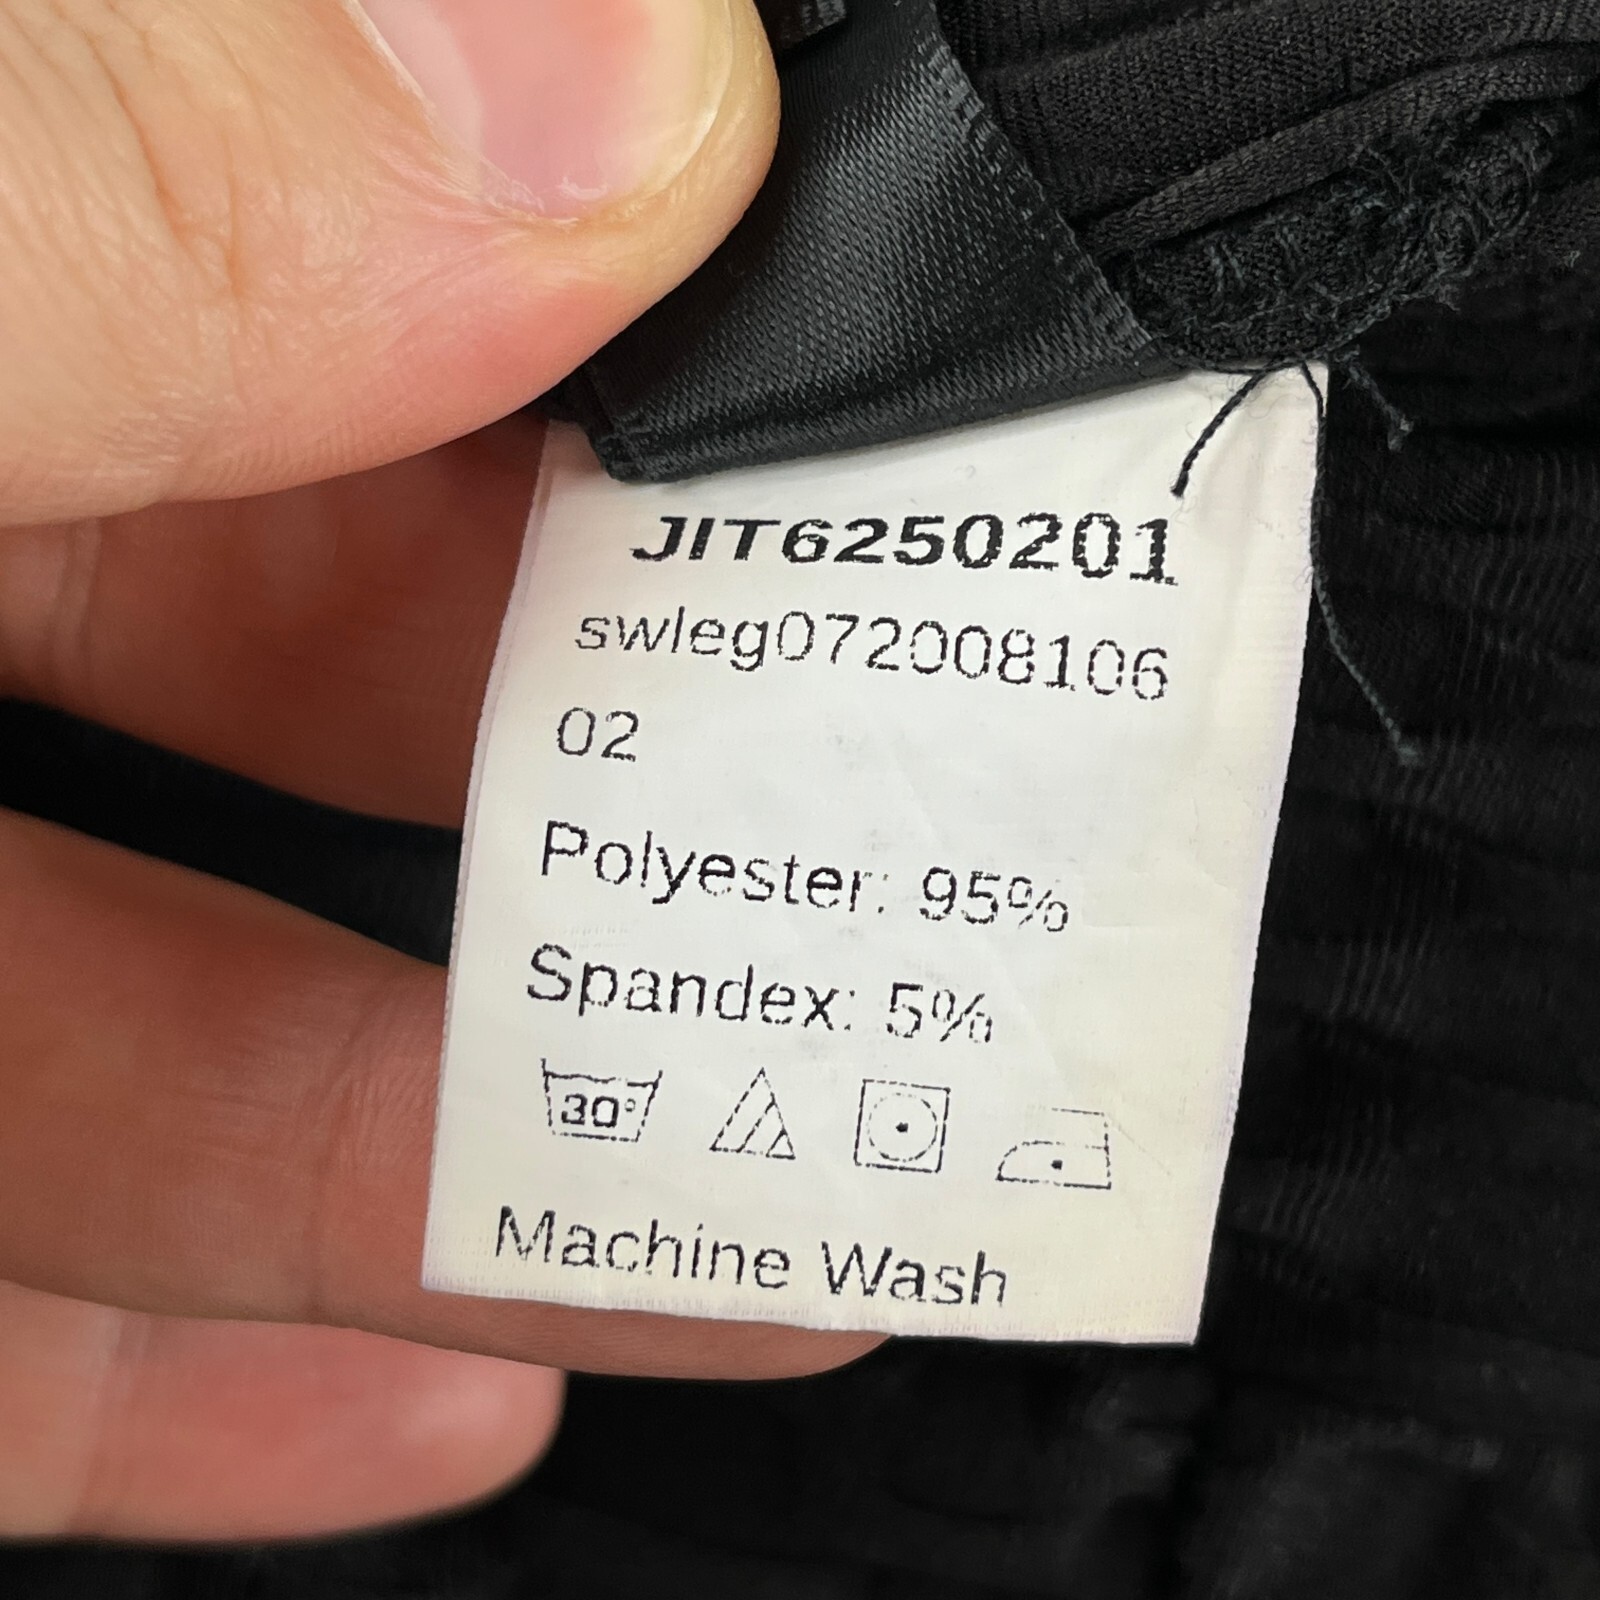 JIT6250201
swleg072008106
02
Polyester: 95%
Spandex: 5%
30°
Machine Wash